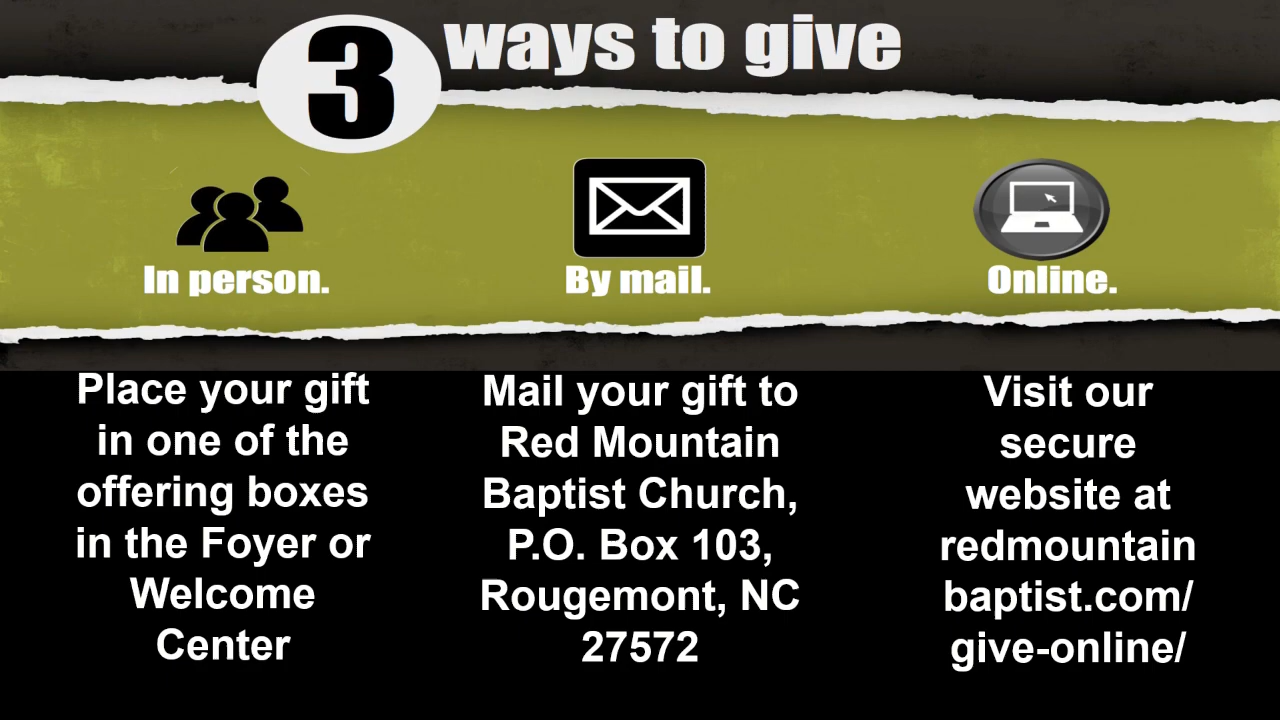 3 ways to give
In person.
Place your gift
in one of the
offering boxes
in the Foyer or
Welcome
Center
By mail.
Mail your gift to
Red Mountain
Baptist Church,
P.O. Box 103,
Rougemont, NC
27572
Online.
Visit our
secure
website at
redmountain
baptist.com/
give-online/